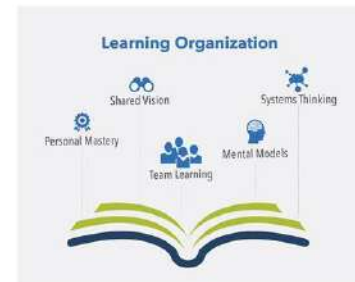 Learning Organization
Shared Vision
Systems Thinking
Personal Mastery
Mental Models
Team Learning